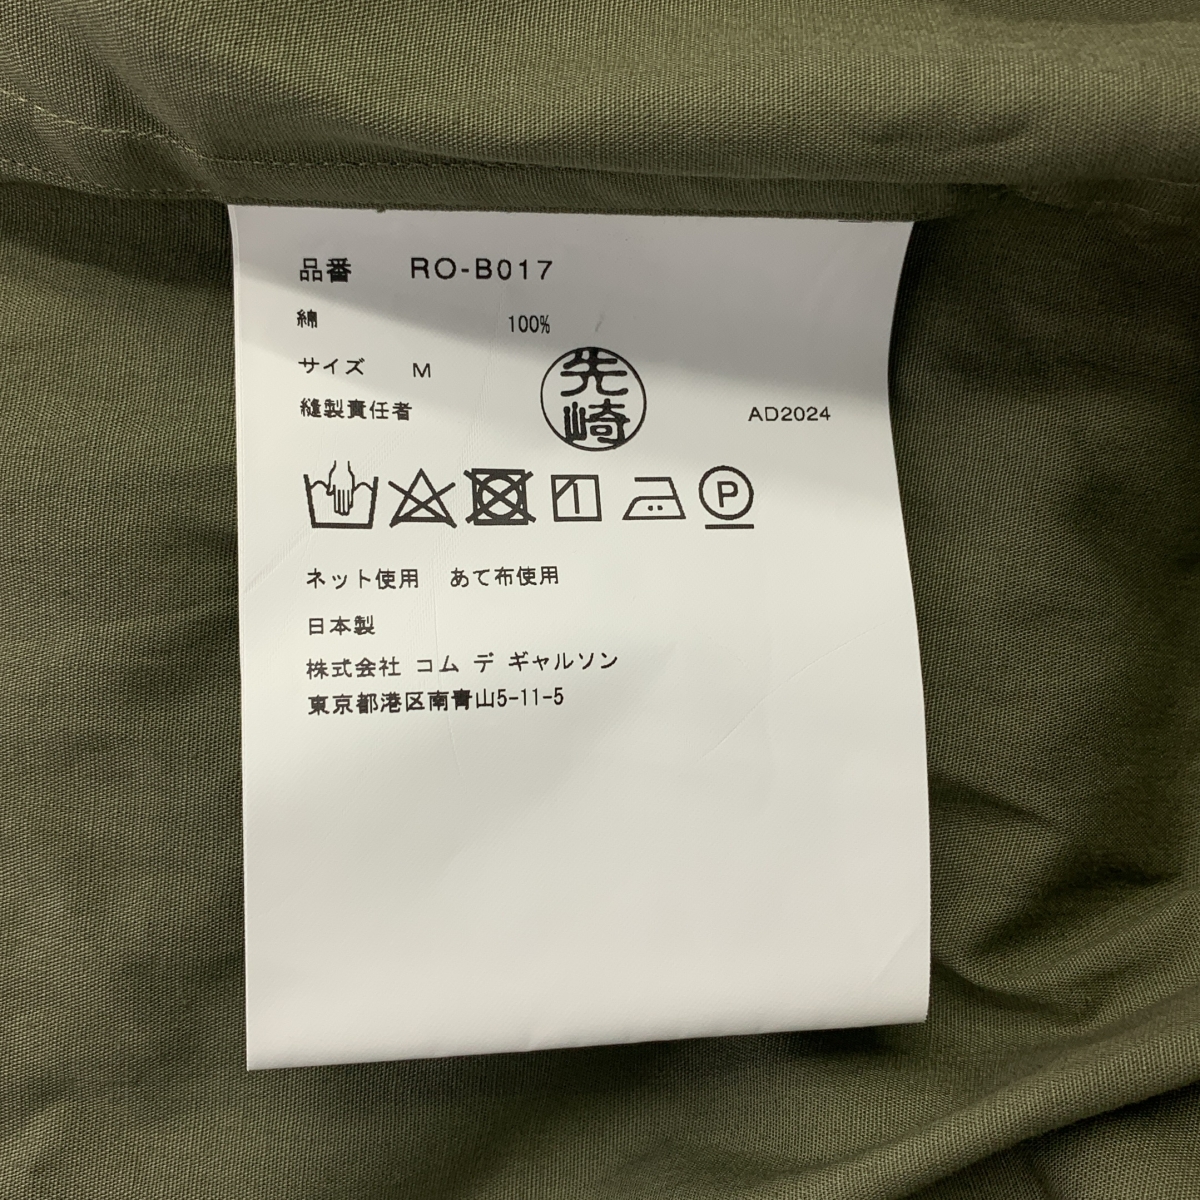 品番 RO-B017
綿 100%
サイズ M
縫製責任者 先崎 AD2024
P
ネット使用 あて布使用
日本製
株式会社 コム デ ギャルソン
東京都港区南青山5-11-5